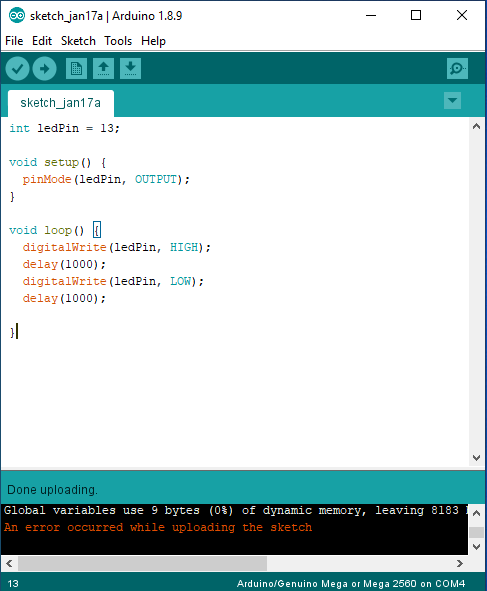 sketch_jan17a | Arduino 1.8.9
File Edit Sketch Tools Help
sketch_jan17a
int ledPin = 13;
void setup() {
  pinMode(ledPin, OUTPUT);
}
void loop() {
  digitalWrite(ledPin, HIGH);
  delay(1000);
  digitalWrite(ledPin, LOW);
  delay(1000);
}
Done uploading.
Global variables use 9 bytes (0%) of dynamic memory, leaving 8183
An error occurred while uploading the sketch
13 Arduino/Genuino Mega or Mega 2560 on COM4